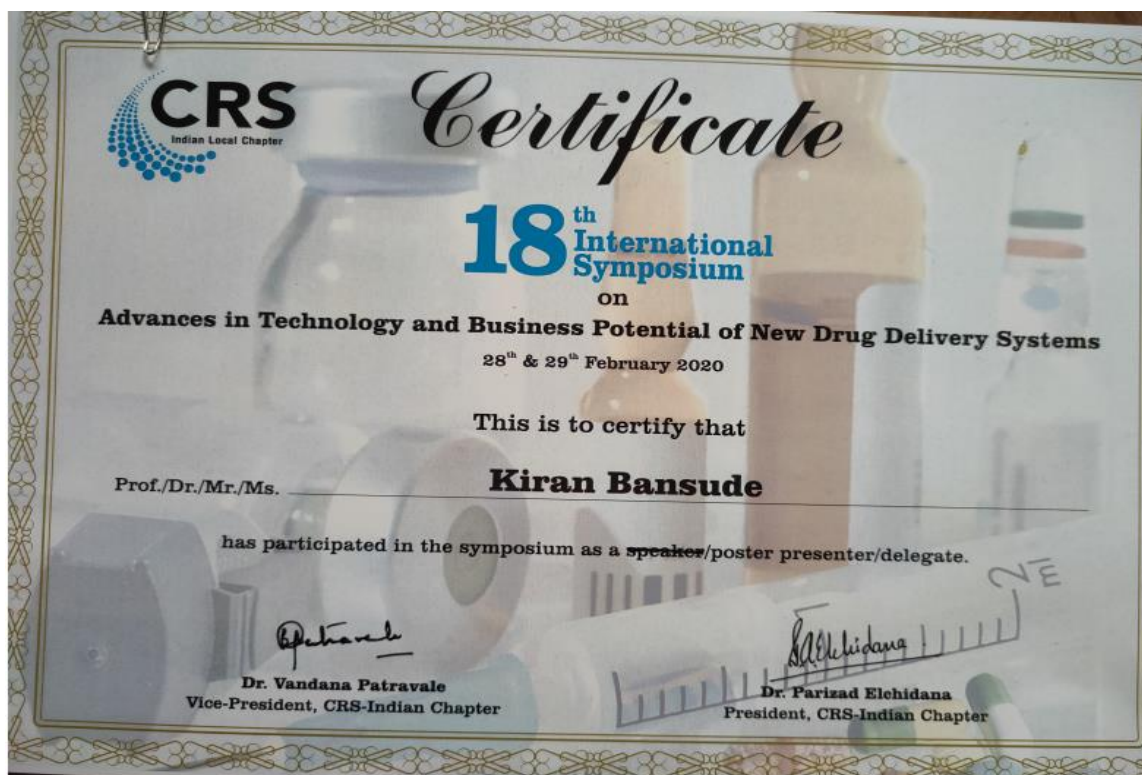 CRS
Indian Local Chapter
Certificate
18th International
Symposium
on
Advances in Technology and Business Potential of New Drug Delivery Systems
28th & 29th February 2020
This is to certify that
Prof./Dr./Mr./Ms. Kiran Bansude
has participated in the symposium as a speaker/poster presenter/delegate.
Dr. Vandana Patravale
Vice-President, CRS-Indian Chapter
Dr. Parizad Elchidana
President, CRS-Indian Chapter